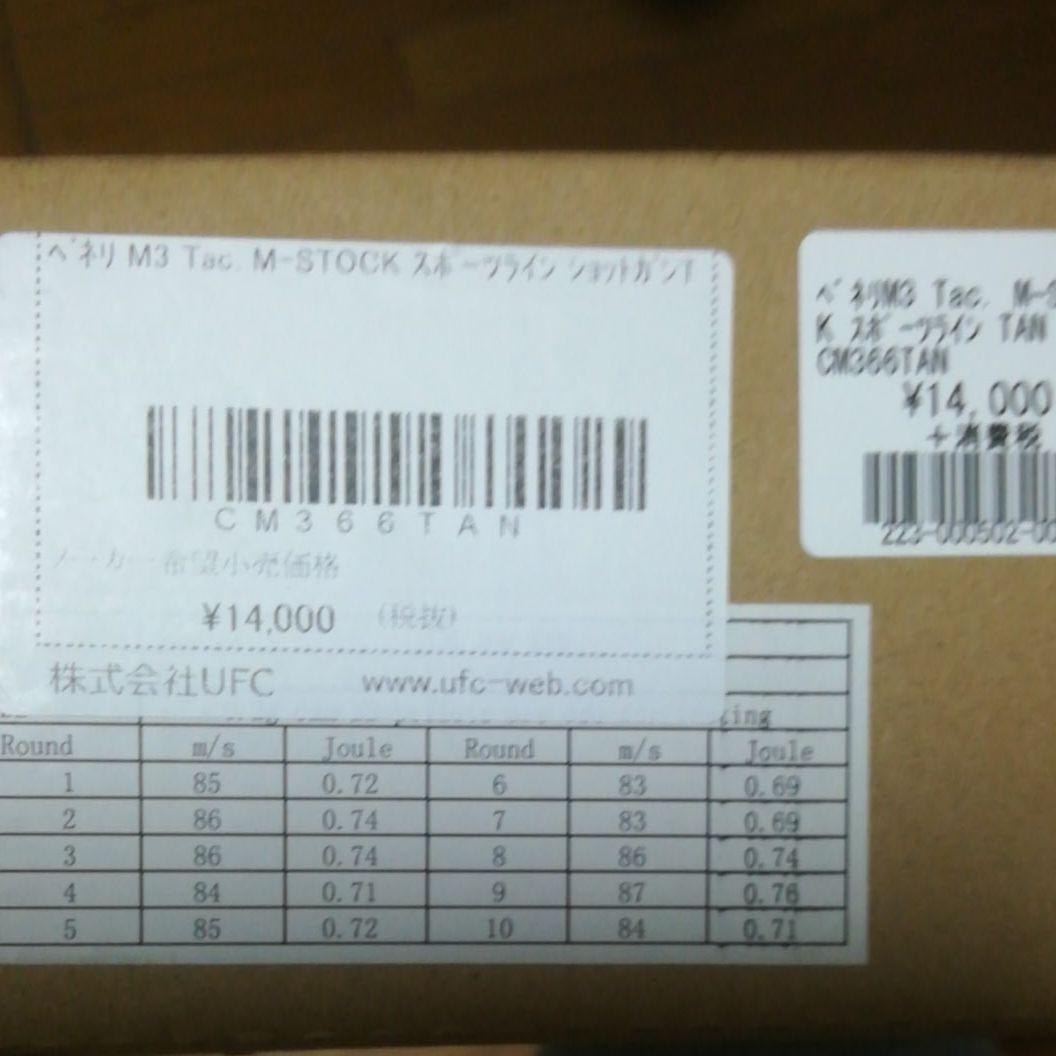 ﾍﾞﾈﾘ M3 Tac. M-STOCK ｽﾎﾟｰﾂﾗｲﾝ ｼｮｯﾄｶﾞﾝT
CM366TAN
メーカー希望小売価格
¥14,000 (税抜)
株式会社UFC www.ufc-web.com
ﾍﾞﾈﾘM3 Tac. M-S
K ｽﾎﾟｰﾂﾗｲﾝ TAN
CM366TAN
¥14,000
+消費税
223-000502-00
Round m/s Joule Round m/s Joule
1 85 0.72 6 83 0.69
2 86 0.74 7 83 0.69
3 86 0.74 8 86 0.74
4 84 0.71 9 87 0.76
5 85 0.72 10 84 0.71